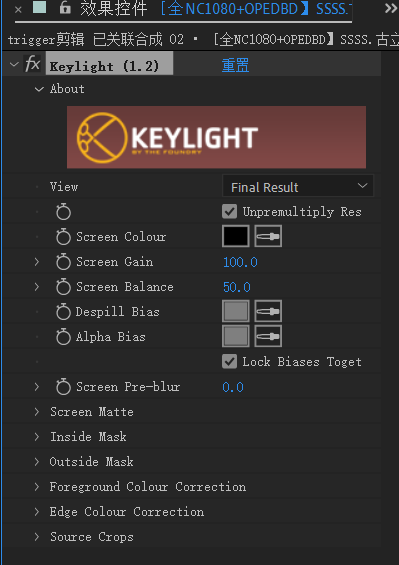 × 效果控件 【全NC1080+OPEDBD】SSSS.
trigger剪辑 已关联合成 02 • 【全NC1080+OPEDBD】SSSS.古立
fx Keylight (1.2) 重置
About
KEYLIGHT
BY THE FOUNDRY
View Final Result
Unpremultiply Res
Screen Colour
Screen Gain 100.0
Screen Balance 50.0
Despill Bias
Alpha Bias
Lock Biases Toget
Screen Pre-blur 0.0
Screen Matte
Inside Mask
Outside Mask
Foreground Colour Correction
Edge Colour Correction
Source Crops